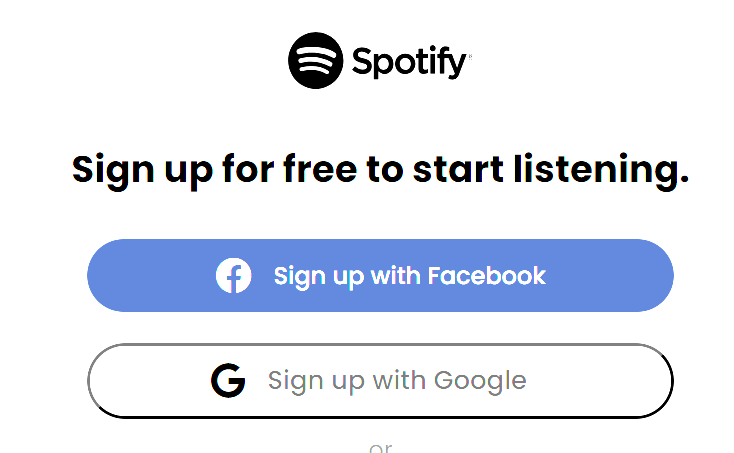 Spotify
Sign up for free to start listening.
Sign up with Facebook
G Sign up with Google
or